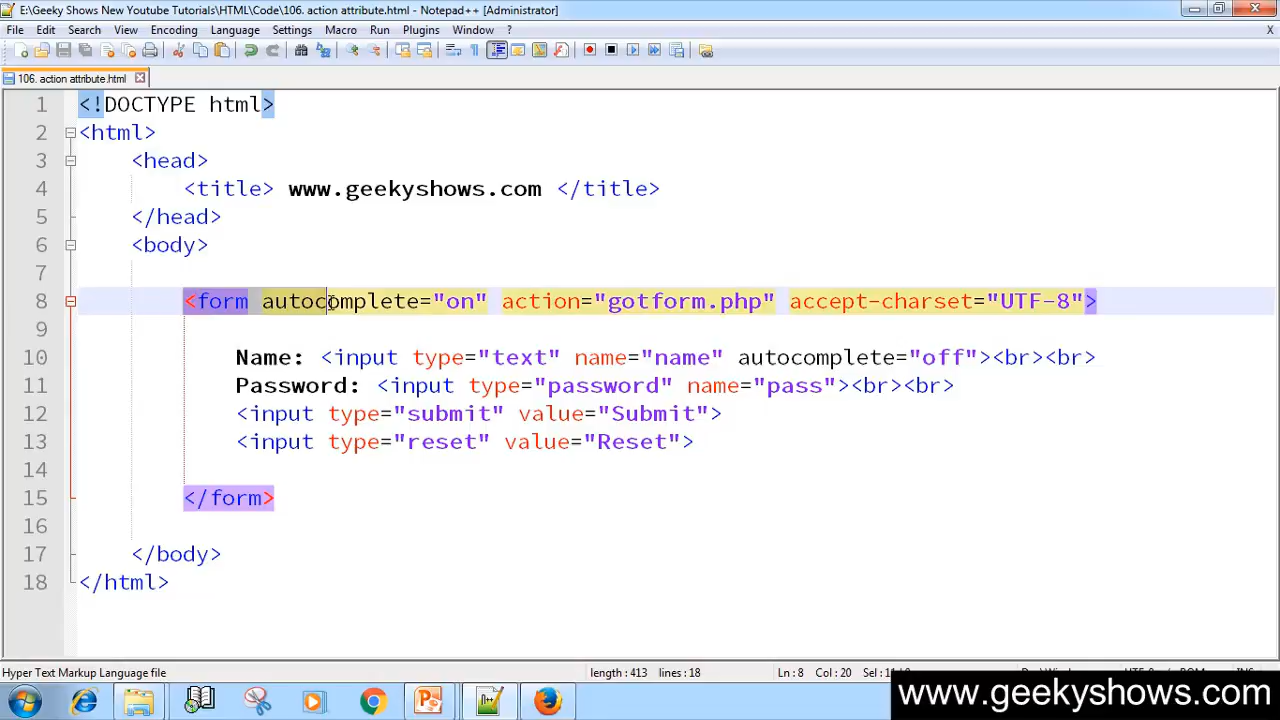 E:\Geeky Shows New Youtube Tutorials\HTML\Code\106. action attribute.html - Notepad++ [Administrator]
File Edit Search View Encoding Language Settings Macro Run Plugins Window ? X
106. action attribute.html
1 <!DOCTYPE html>
2 <html>
3 <head>
4 <title> www.geekyshows.com </title>
5 </head>
6 <body>
7
8 <form autocomplete="on" action="gotform.php" accept-charset="UTF-8">
9
10 Name: <input type="text" name="name" autocomplete="off"><br><br>
11 Password: <input type="password" name="pass"><br><br>
12 <input type="submit" value="Submit">
13 <input type="reset" value="Reset">
14
15 </form>
16
17 </body>
18 </html>
Hyper Text Markup Language file length : 413 lines : 18 Ln : 8 Col : 20
www.geekyshows.com